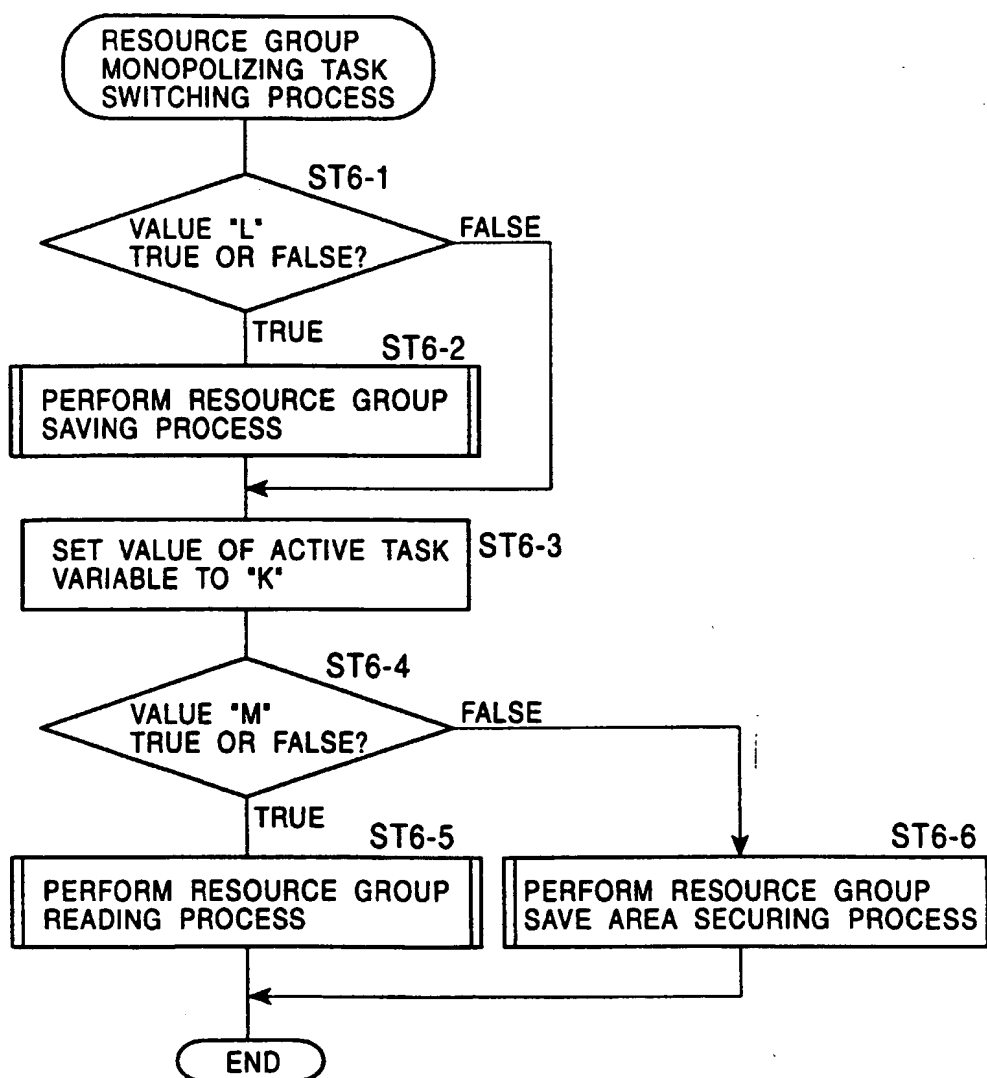 RESOURCE GROUP
MONOPOLIZING TASK
SWITCHING PROCESS
ST6-1
VALUE "L"
TRUE OR FALSE?
FALSE
TRUE
ST6-2
PERFORM RESOURCE GROUP
SAVING PROCESS
SET VALUE OF ACTIVE TASK
VARIABLE TO "K"
ST6-3
ST6-4
VALUE "M"
TRUE OR FALSE?
FALSE
TRUE
ST6-5
PERFORM RESOURCE GROUP
READING PROCESS
ST6-6
PERFORM RESOURCE GROUP
SAVE AREA SECURING PROCESS
END